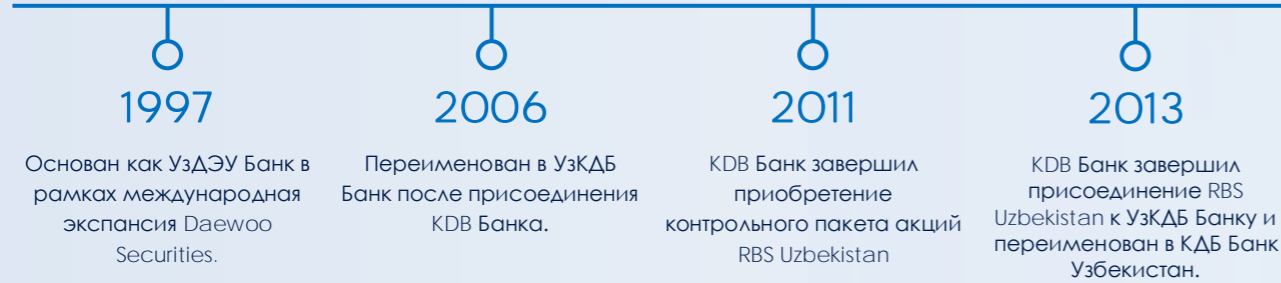 1997
Основан как УзДЭУ Банк в
рамках международная
экспансия Daewoo
Securities.
2006
Переименован в УзКДБ
Банк после присоединения
KDB Банка.
2011
KDB Банк завершил
приобретение
контрольного пакета акций
RBS Uzbekistan
2013
KDB Банк завершил
присоединение RBS
Uzbekistan к УзКДБ Банку и
переименован в КДБ Банк
Узбекистан.